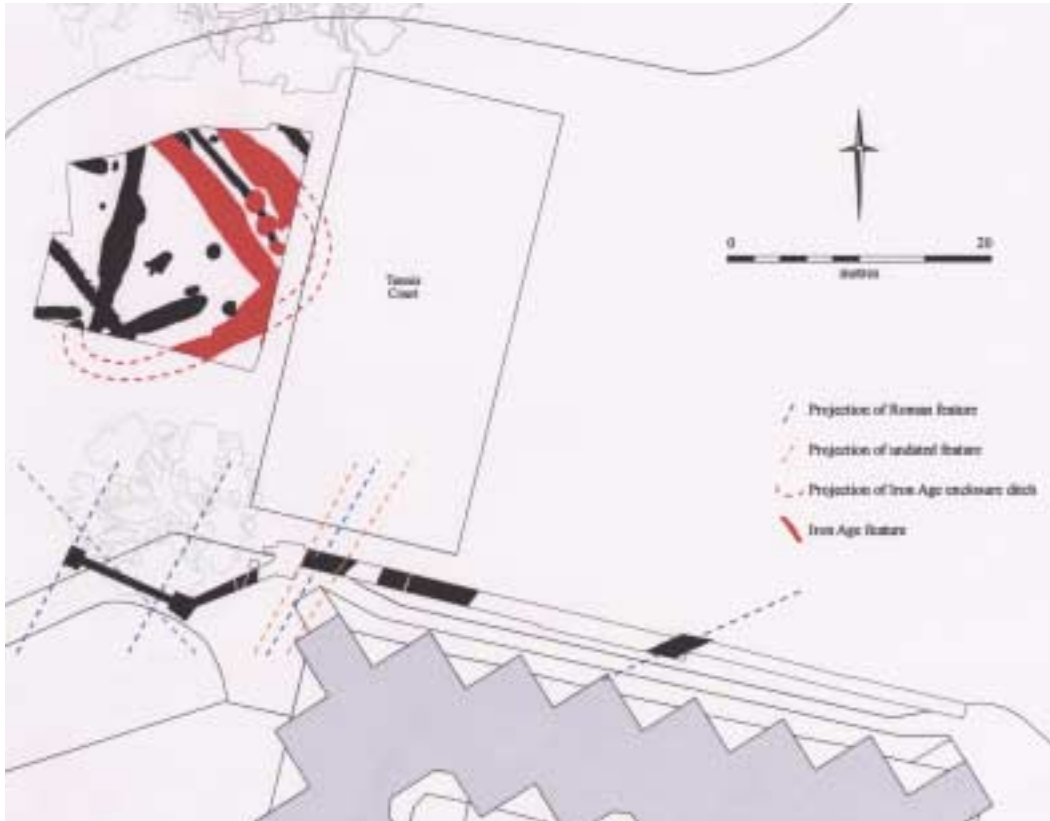 0 20
metres
Tennis
Court
Projection of Roman feature
Projection of undated feature
Projection of Iron Age enclosure ditch
Iron Age feature